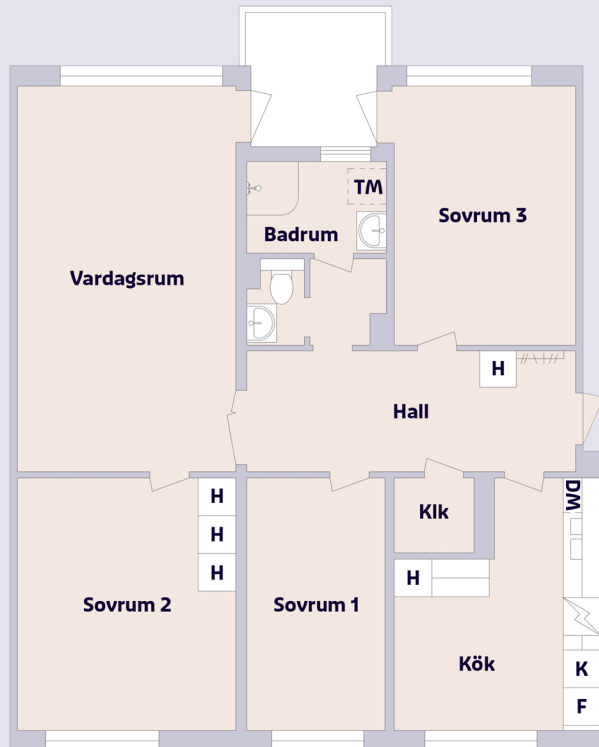 TM
Sovrum 3
Badrum
Vardagsrum
H
Hall
H
DM
Klk
H
H
H
Sovrum 2
Sovrum 1
Kök
K
F